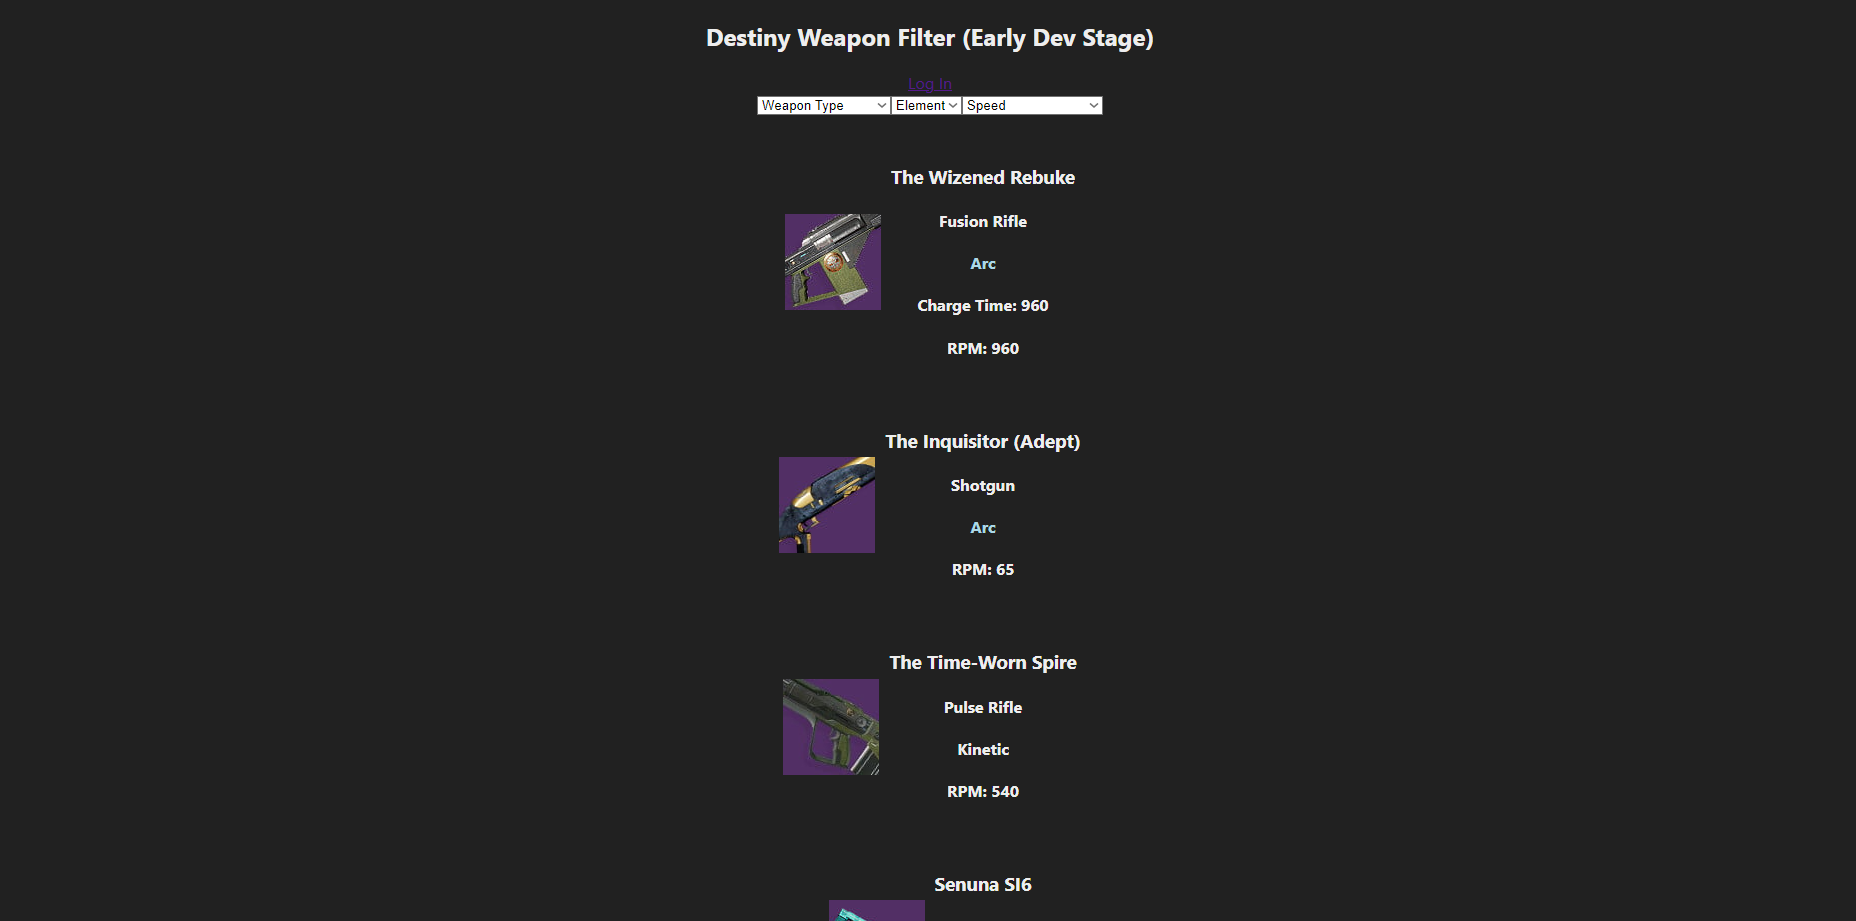 Destiny Weapon Filter (Early Dev Stage)
Log In
Weapon Type Element Speed
The Wizened Rebuke
Fusion Rifle
Arc
Charge Time: 960
RPM: 960
The Inquisitor (Adept)
Shotgun
Arc
RPM: 65
The Time-Worn Spire
Pulse Rifle
Kinetic
RPM: 540
Senuna SI6